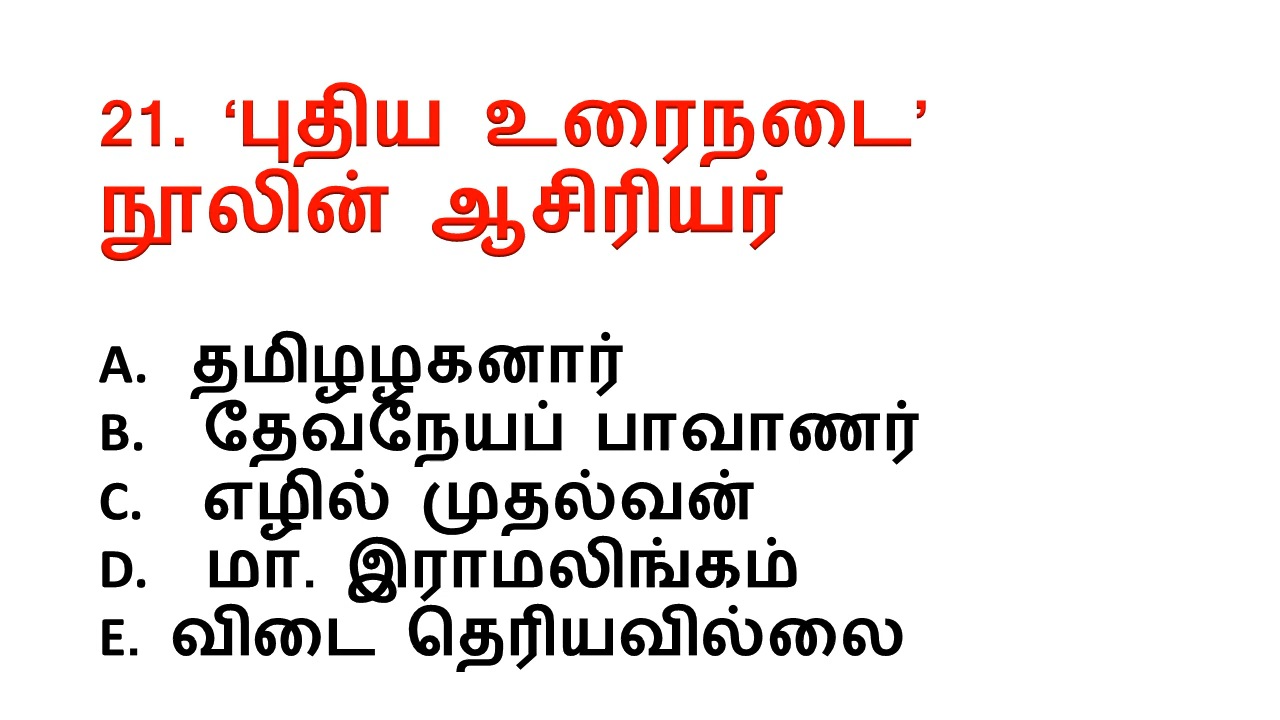 21. ‘புதிய உரைநடை’
நூலின் ஆசிரியர்
A. தமிழழகனார்
B. தேவநேயப் பாவாணர்
C. எழில் முதல்வன்
D. மா. இராமலிங்கம்
E. விடை தெரியவில்லை